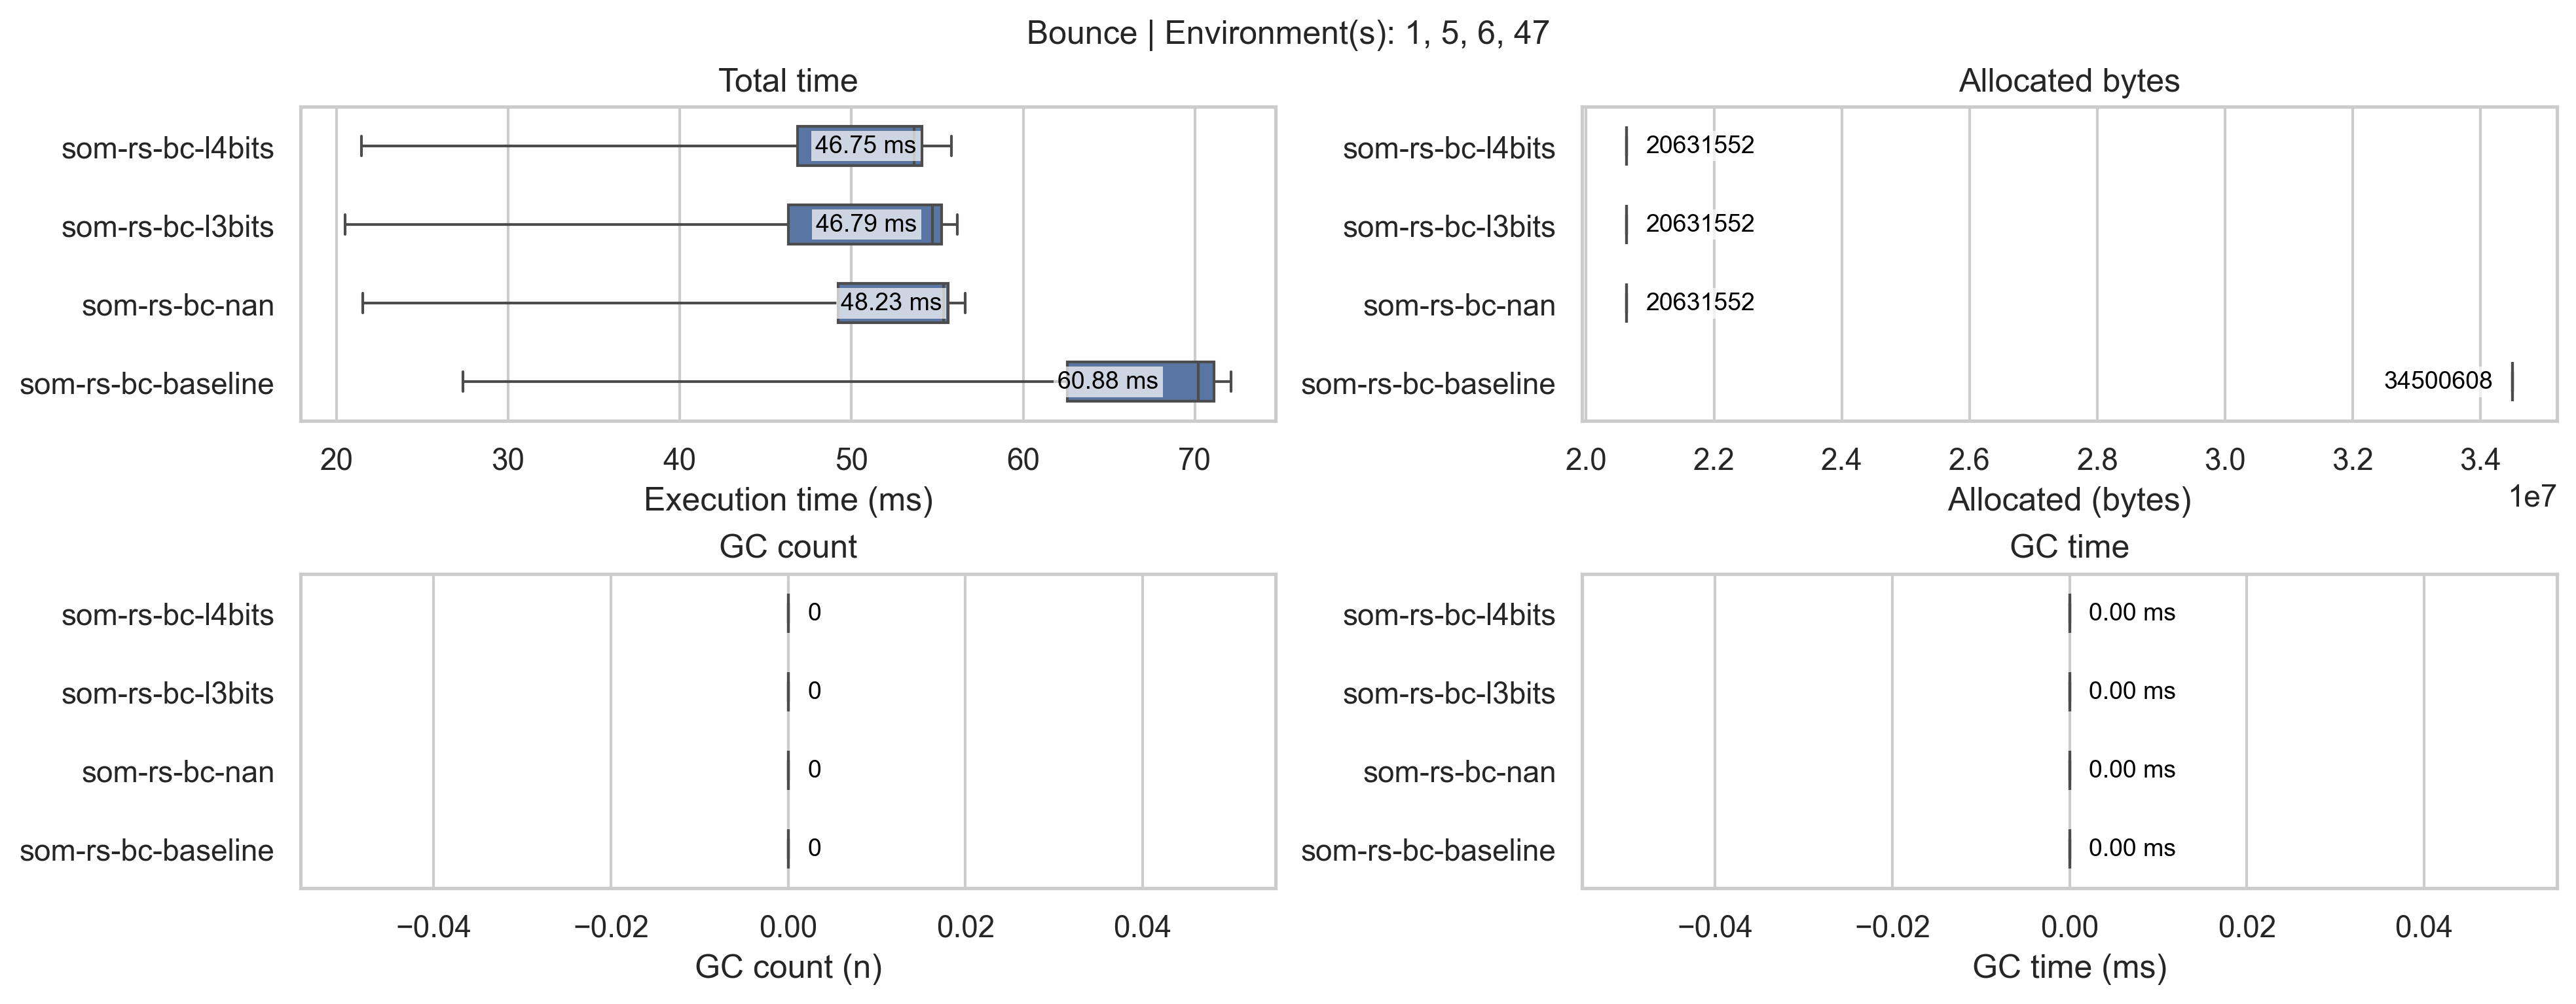 Bounce | Environment(s): 1, 5, 6, 47
Total time
som-rs-bc-l4bits
46.75 ms
som-rs-bc-l3bits
46.79 ms
som-rs-bc-nan
48.23 ms
som-rs-bc-baseline
60.88 ms
20 30 40 50 60 70
Execution time (ms)
Allocated bytes
som-rs-bc-l4bits
20631552
som-rs-bc-l3bits
20631552
som-rs-bc-nan
20631552
som-rs-bc-baseline
34500608
2.0 2.2 2.4 2.6 2.8 3.0 3.2 3.4
1e7
Allocated (bytes)
GC count
som-rs-bc-l4bits
0
som-rs-bc-l3bits
0
som-rs-bc-nan
0
som-rs-bc-baseline
0
−0.04 −0.02 0.00 0.02 0.04
GC count (n)
GC time
som-rs-bc-l4bits
0.00 ms
som-rs-bc-l3bits
0.00 ms
som-rs-bc-nan
0.00 ms
som-rs-bc-baseline
0.00 ms
−0.04 −0.02 0.00 0.02 0.04
GC time (ms)